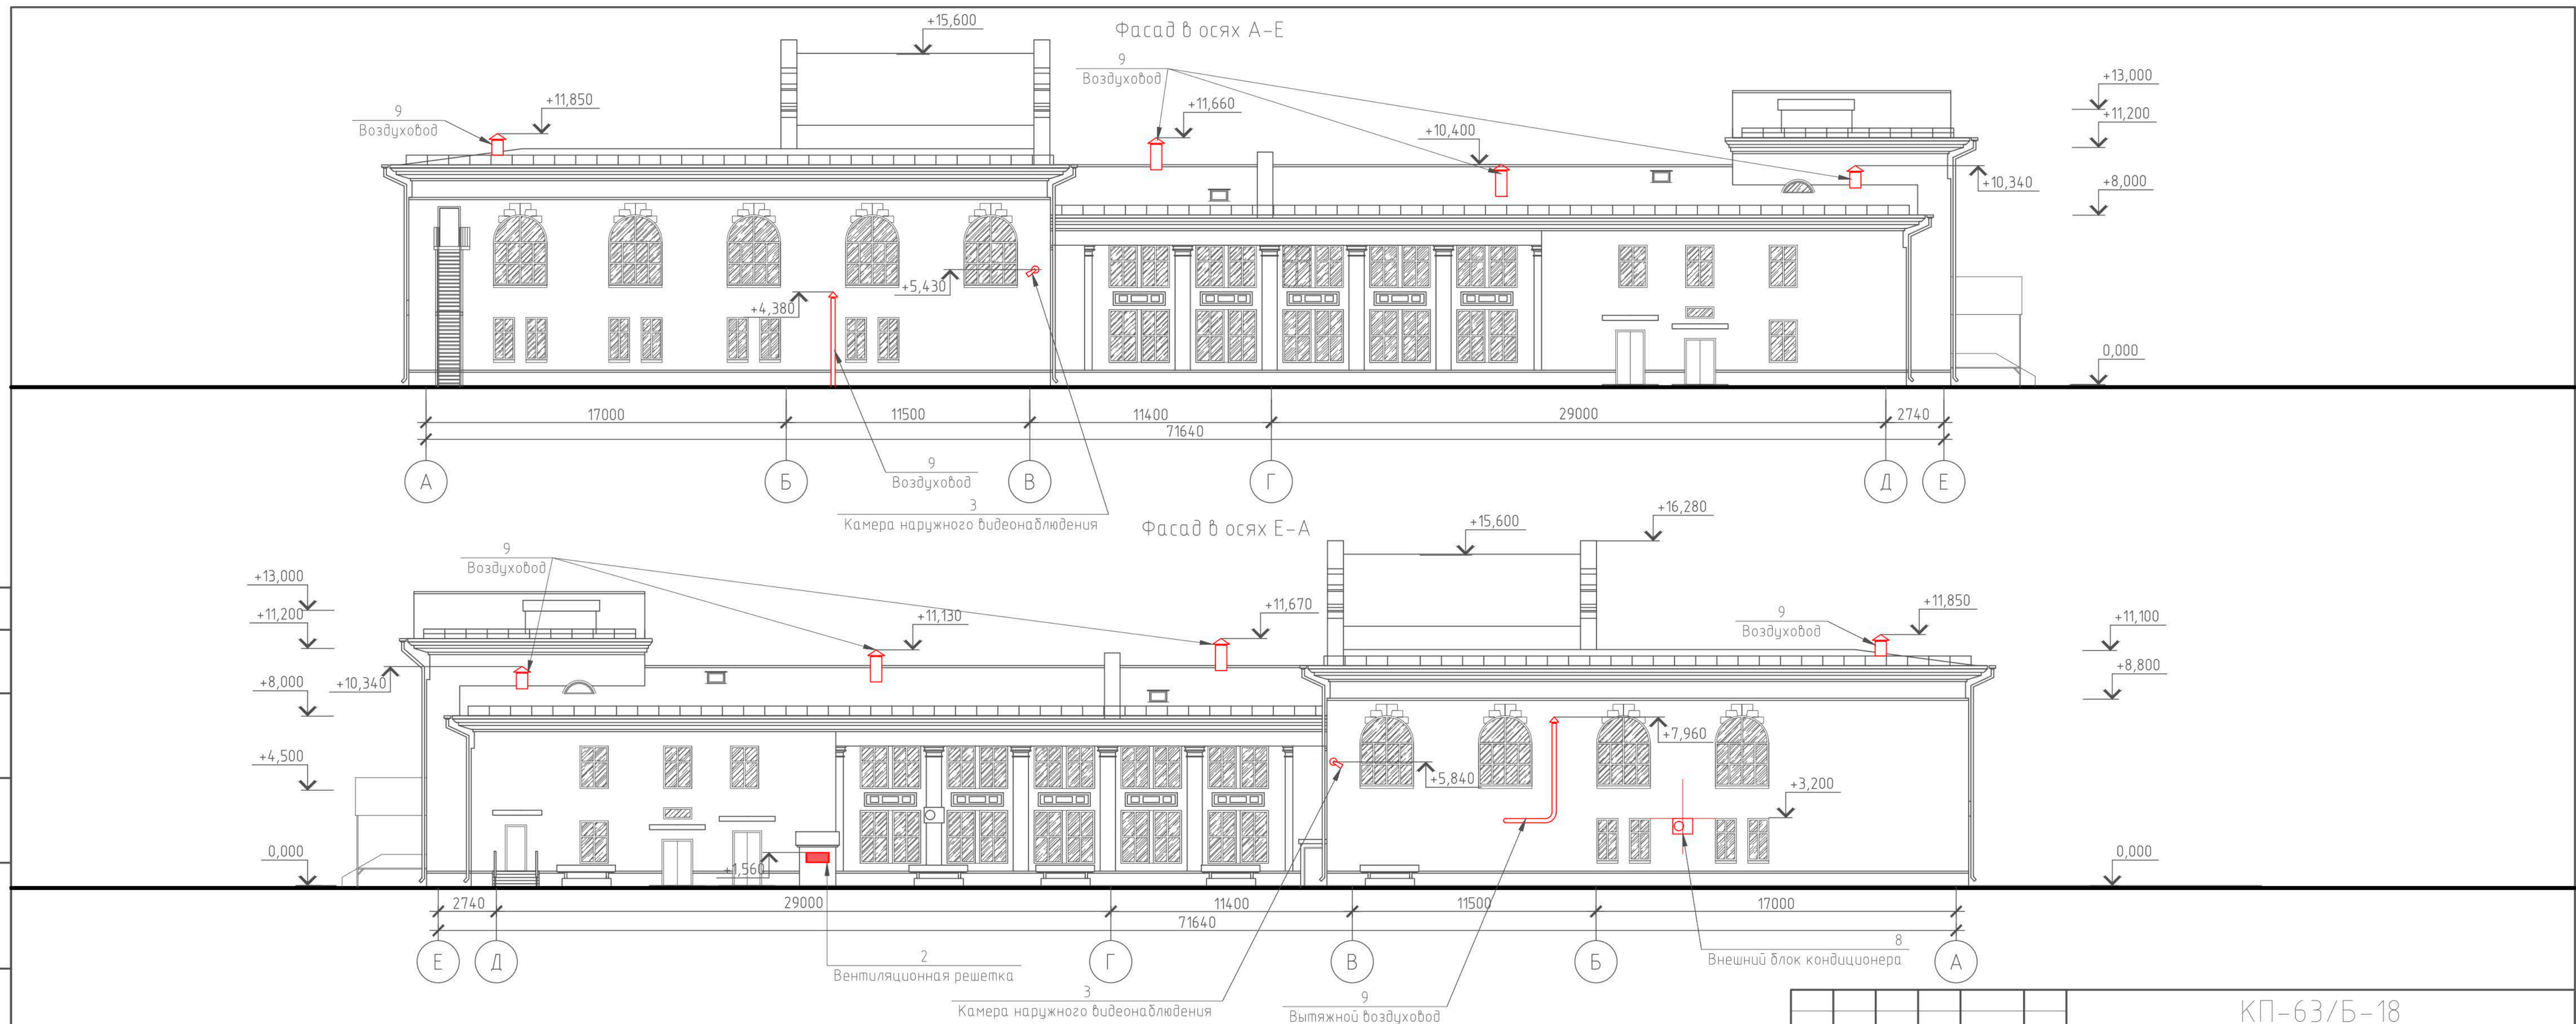 Фасад в осях А-Е
+15,600
9
Воздуховод
+11,850
9
Воздуховод
+11,660
+10,400
+13,000
+11,200
+10,340
+8,000
+5,430
+4,380
0,000
17000
11500
11400
29000
2740
71640
А
Б
В
Г
Д
Е
9
Воздуховод
3
Камера наружного видеонаблюдения
Фасад в осях Е-А
+15,600
+16,280
9
Воздуховод
+13,000
+11,200
+10,340
+8,000
+4,500
0,000
+11,130
+11,670
9
Воздуховод
+11,850
+11,100
+8,800
+7,960
+5,840
+3,200
+1,560
0,000
2740
29000
11400
11500
17000
71640
Е
Д
Г
В
Б
А
2
Вентиляционная решетка
8
Внешний блок кондиционера
3
Камера наружного видеонаблюдения
9
Вытяжной воздуховод
КП-63/Б-18